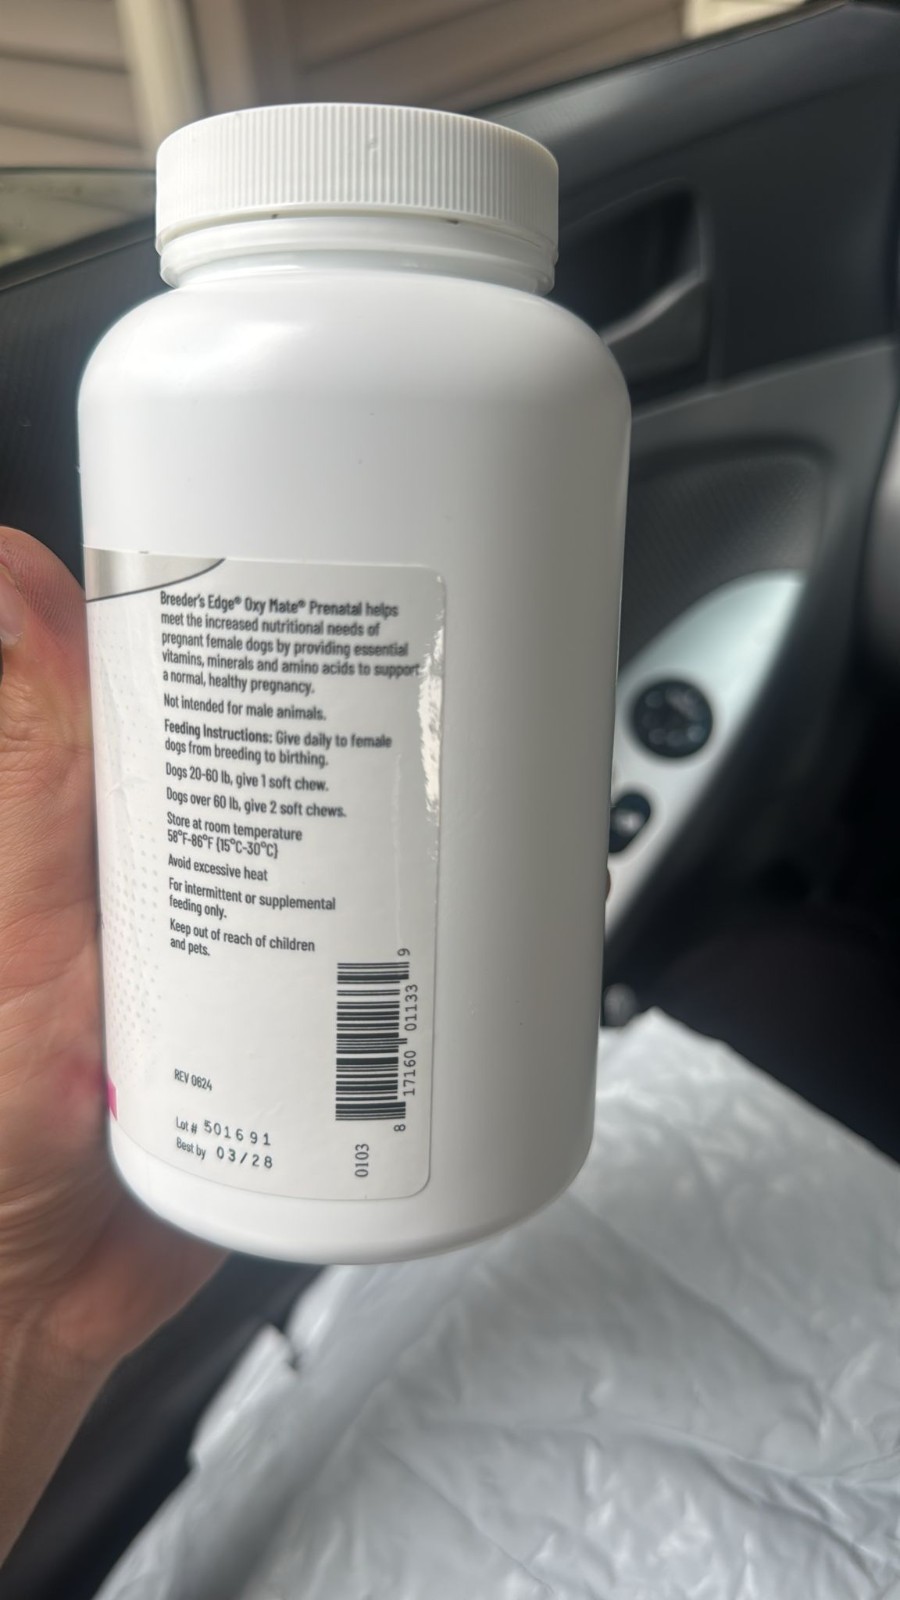 Breeder's Edge® Oxy Mate® Prenatal helps
meet the increased nutritional needs of
pregnant female dogs by providing essential
vitamins, minerals and amino acids to support
a normal, healthy pregnancy.
Not intended for male animals.
Feeding Instructions: Give daily to female
dogs from breeding to birthing.
Dogs 20-60 lb, give 1 soft chew.
Dogs over 60 lb, give 2 soft chews.
Store at room temperature
58°F-86°F (15°C-30°C)
Avoid excessive heat
For intermittent or supplemental
feeding only.
Keep out of reach of children
and pets.
REV 0824
Lot # 501691
Best by 03/28
0103
8 17160 01133 9